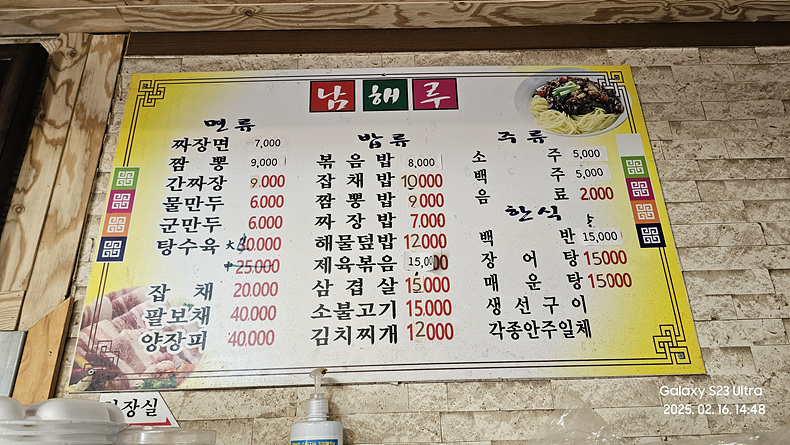 남해루
면류
짜장면 7,000
짬뽕 9,000
간짜장 9.000
물만두 6.000
군만두 6.000
탕수육 大 30.000
中 25.000
잡채 20.000
팔보채 40.000
양장피 40.000
밥류
볶음밥 8,000
잡채밥 10000
짬뽕밥 9.000
짜장밥 7.000
해물덮밥 12.000
제육볶음 15,000
삼겹살 15.000
소불고기 15.000
김치찌개 12000
주류
소주 5,000
백주 5,000
음료 2.000
한식
백반 15,000
장어탕 15000
매운탕 15000
생선구이
각종안주일체
Galaxy S23 Ultra
2025. 02. 16. 14:48